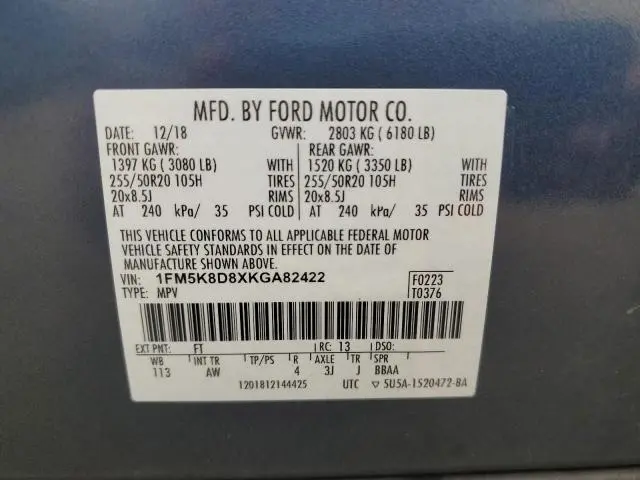 MFD. BY FORD MOTOR CO.
DATE: 12/18 GVWR: 2803 KG ( 6180 LB)
FRONT GAWR: REAR GAWR:
1397 KG ( 3080 LB) WITH 1520 KG ( 3350 LB) WITH
255/50R20 105H TIRES 255/50R20 105H TIRES
20x8.5J RIMS 20x8.5J RIMS
AT 240 kPa/ 35 PSI COLD AT 240 kPa/ 35 PSI COLD
THIS VEHICLE CONFORMS TO ALL APPLICABLE FEDERAL MOTOR
VEHICLE SAFETY STANDARDS IN EFFECT ON THE DATE OF
MANUFACTURE SHOWN ABOVE.
VIN: 1FM5K8D8XKGA82422 F0223
TYPE: MPV T0376
EXT PNT: FT RC: 13 DSO:
WB INT TR TP/PS R AXLE TR SPR
113 AW 4 3J J BBAA
1201812144425 UTC ▽ 5U5A-1520472-BA